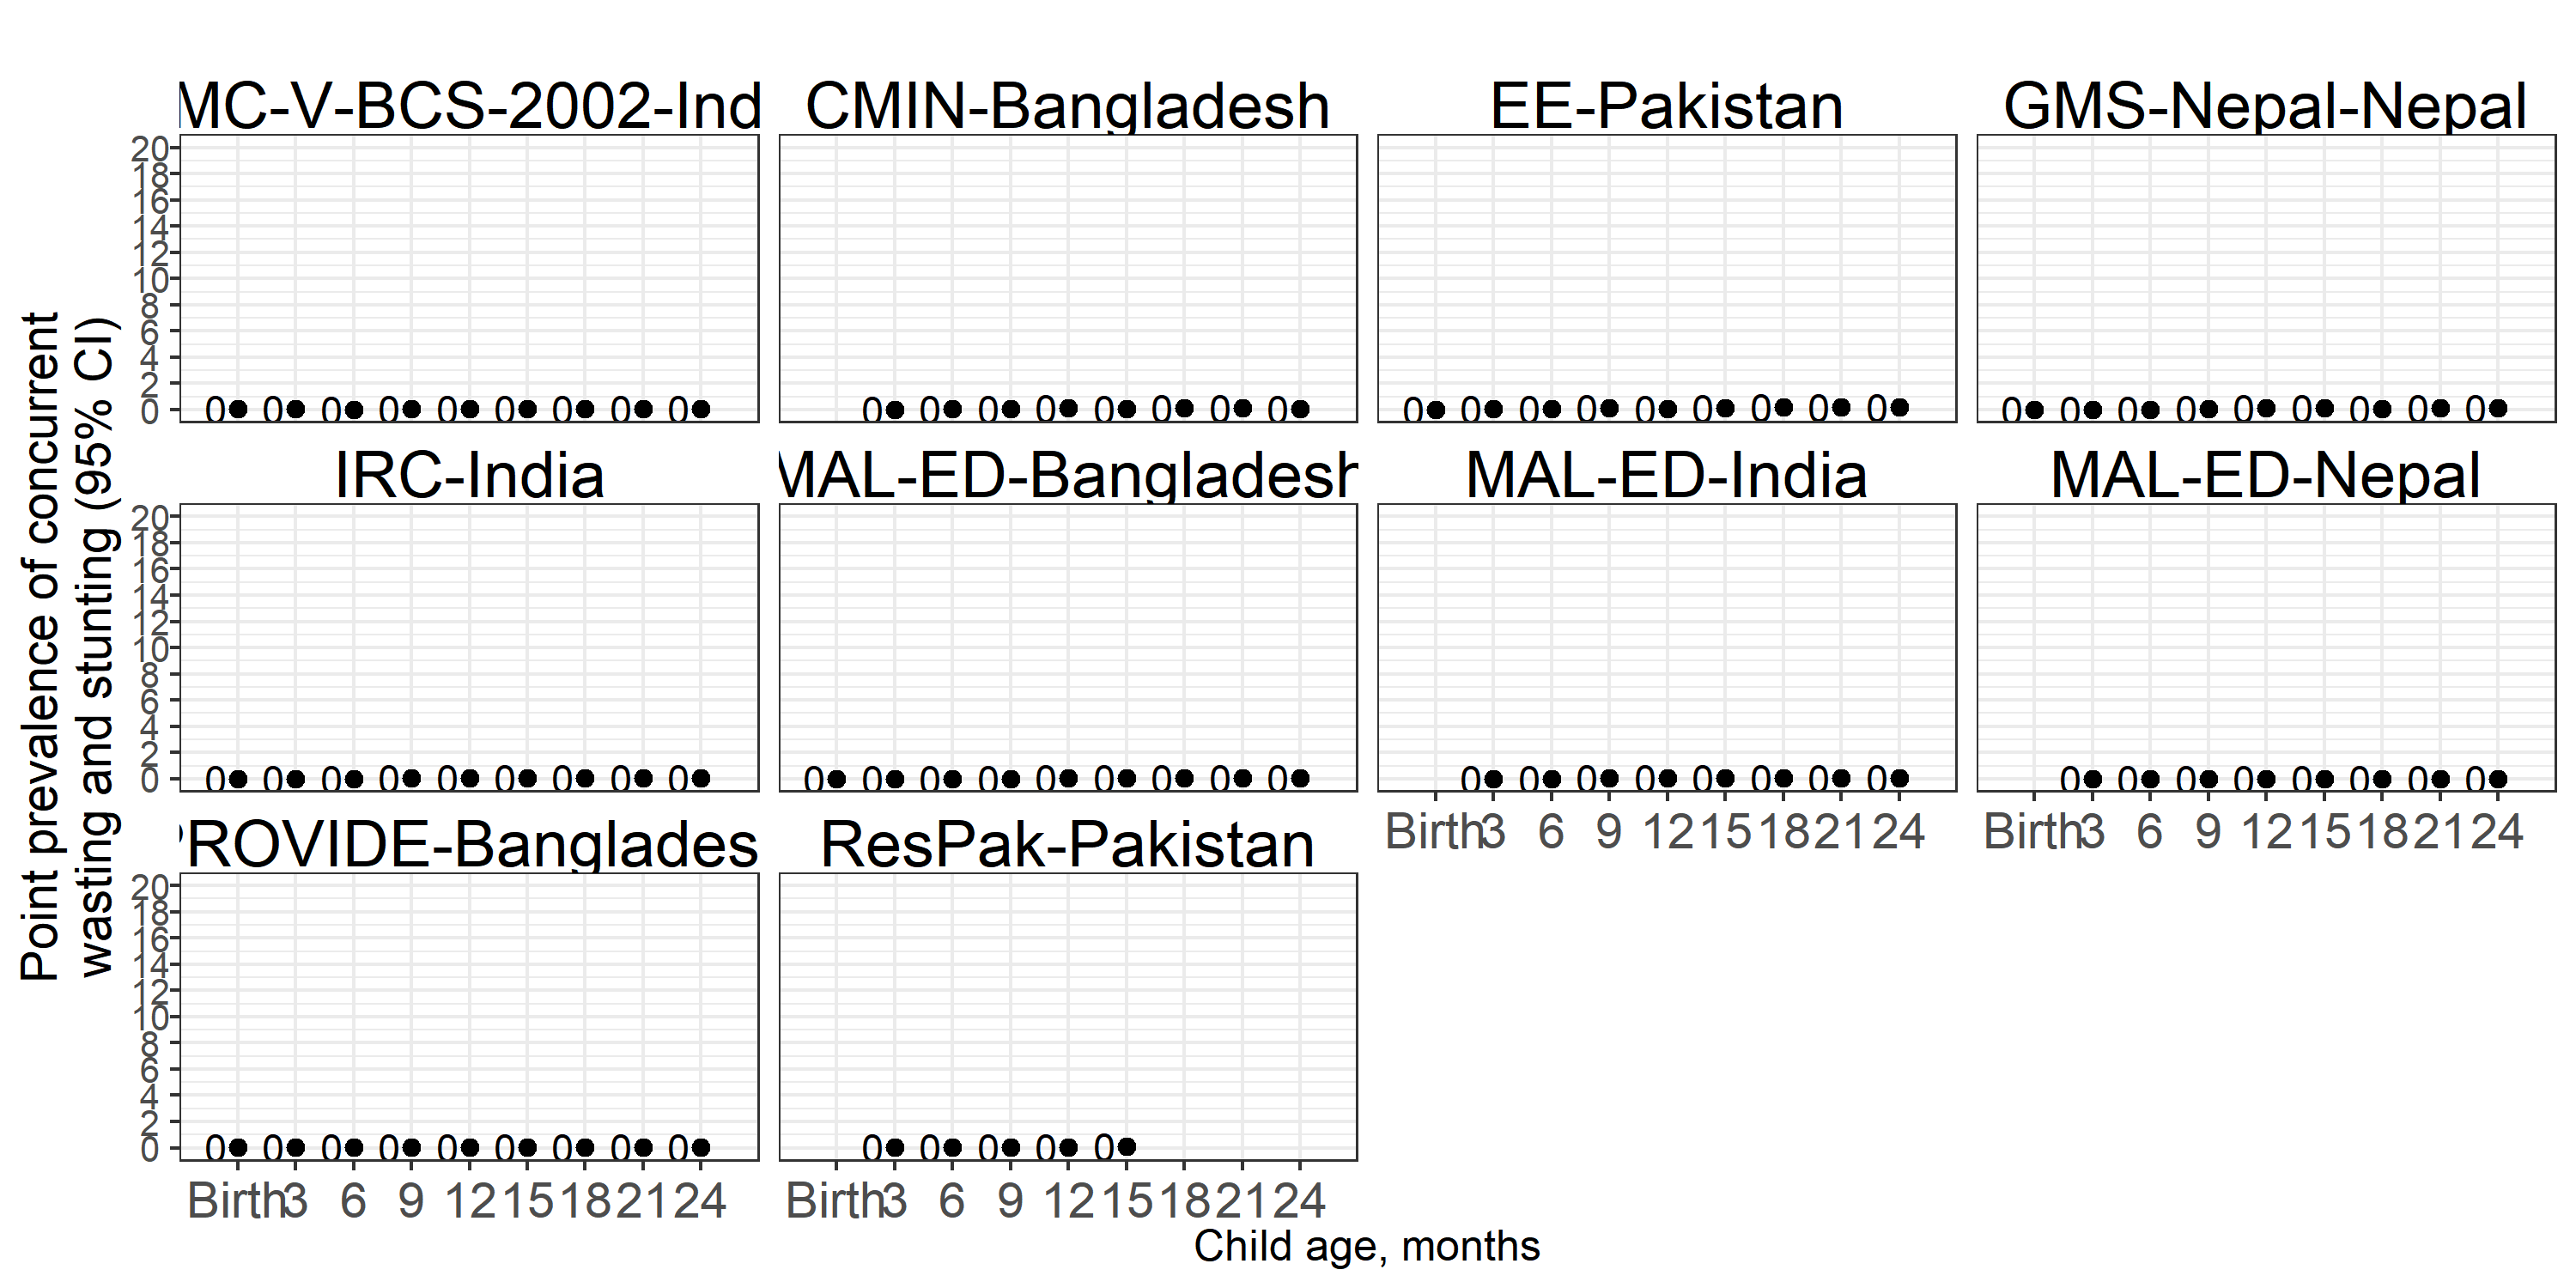 MC-V-BCS-2002-Ind CMIN-Bangladesh EE-Pakistan GMS-Nepal-Nepal
20
18
16
14
12
10
8
6
4
2
0
0 0 0 0 0 0 0 0 0
0 0 0 0 0 0 0 0
0 0 0 0 0 0 0 0 0
0 0 0 0 0 0 0 0 0
IRC-India MAL-ED-Bangladesh MAL-ED-India MAL-ED-Nepal
20
18
16
14
12
10
8
6
4
2
0
0 0 0 0 0 0 0 0 0
0 0 0 0 0 0 0 0 0
0 0 0 0 0 0 0 0
0 0 0 0 0 0 0 0
Birth 3 6 9 12 15 18 21 24
Birth 3 6 9 12 15 18 21 24
PROVIDE-Banglades ResPak-Pakistan
20
18
16
14
12
10
8
6
4
2
0
0 0 0 0 0 0 0 0 0
0 0 0 0 0
Birth 3 6 9 12 15 18 21 24
Birth 3 6 9 12 15 18 21 24
Child age, months
Point prevalence of concurrent
wasting and stunting (95% CI)